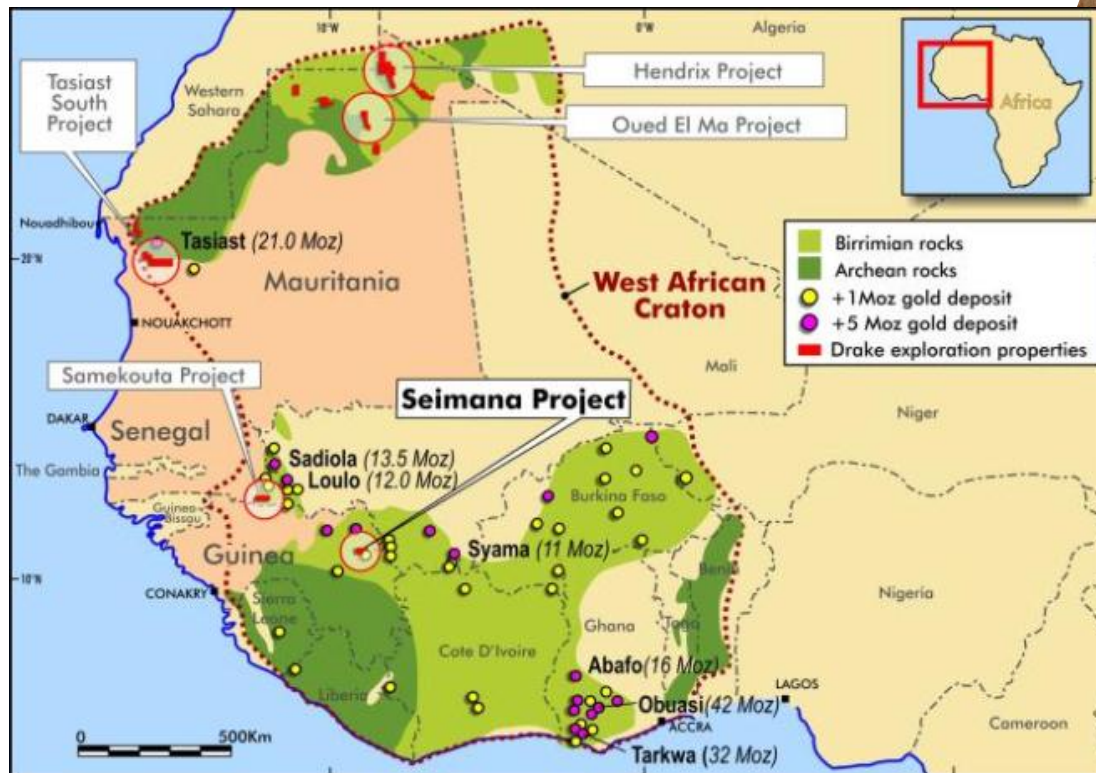 10°W
0°W
Algeria
Tasiast
South
Project
Western
Sahara
Hendrix Project
Oued El Ma Project
Africa
Nouadhibou
Tasiast (21.0 Moz)
20°N
Mauritania
NOUAKCHOTT
West African
Craton
Birrimian rocks
Archean rocks
+1Moz gold deposit
+5 Moz gold deposit
Drake exploration properties
Mali
Samekouta Project
Seimana Project
Niger
DAKAR
Senegal
The Gambia
Sadiola (13.5 Moz)
Loulo (12.0 Moz)
Guinea
Bissau
Burkina Faso
Guinea
Syama (11 Moz)
10°N
CONAKRY
Sierra
Leone
Benin
Nigeria
Ghana
Togo
Cote D'Ivoire
Liberia
Abafo (16 Moz)
Obuasi (42 Moz)
LAGOS
ACCRA
Cameroon
Tarkwa (32 Moz)
0 500Km